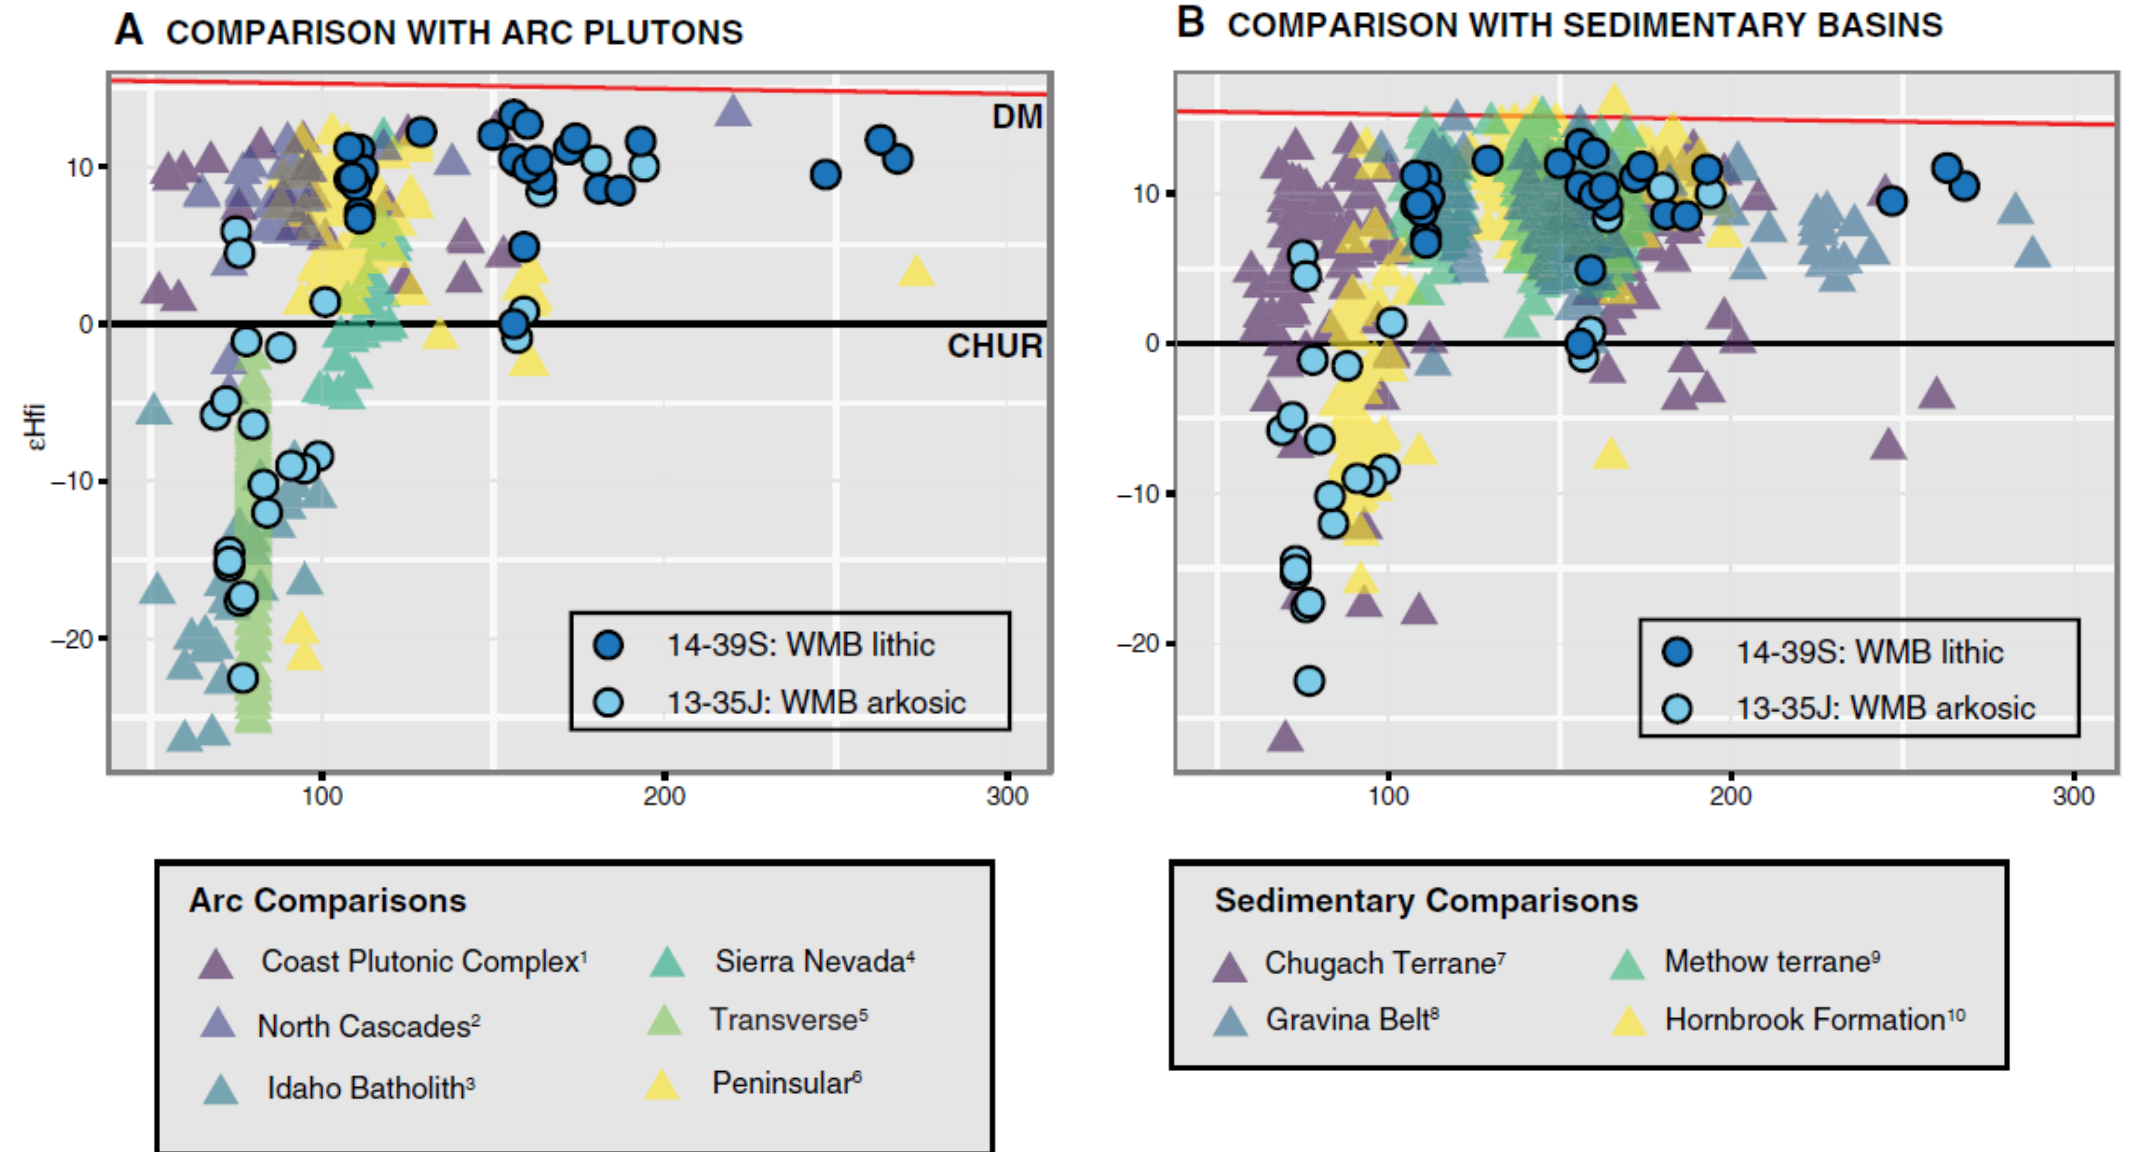 A COMPARISON WITH ARC PLUTONS
DM
CHUR
10
0
−10
−20
εHfi
14-39S: WMB lithic
13-35J: WMB arkosic
100 200 300
Arc Comparisons
Coast Plutonic Complex¹
North Cascades²
Idaho Batholith³
Sierra Nevada⁴
Transverse⁵
Peninsular⁶
B COMPARISON WITH SEDIMENTARY BASINS
10
0
−10
−20
14-39S: WMB lithic
13-35J: WMB arkosic
100 200 300
Sedimentary Comparisons
Chugach Terrane⁷
Gravina Belt⁸
Methow terrane⁹
Hornbrook Formation¹⁰